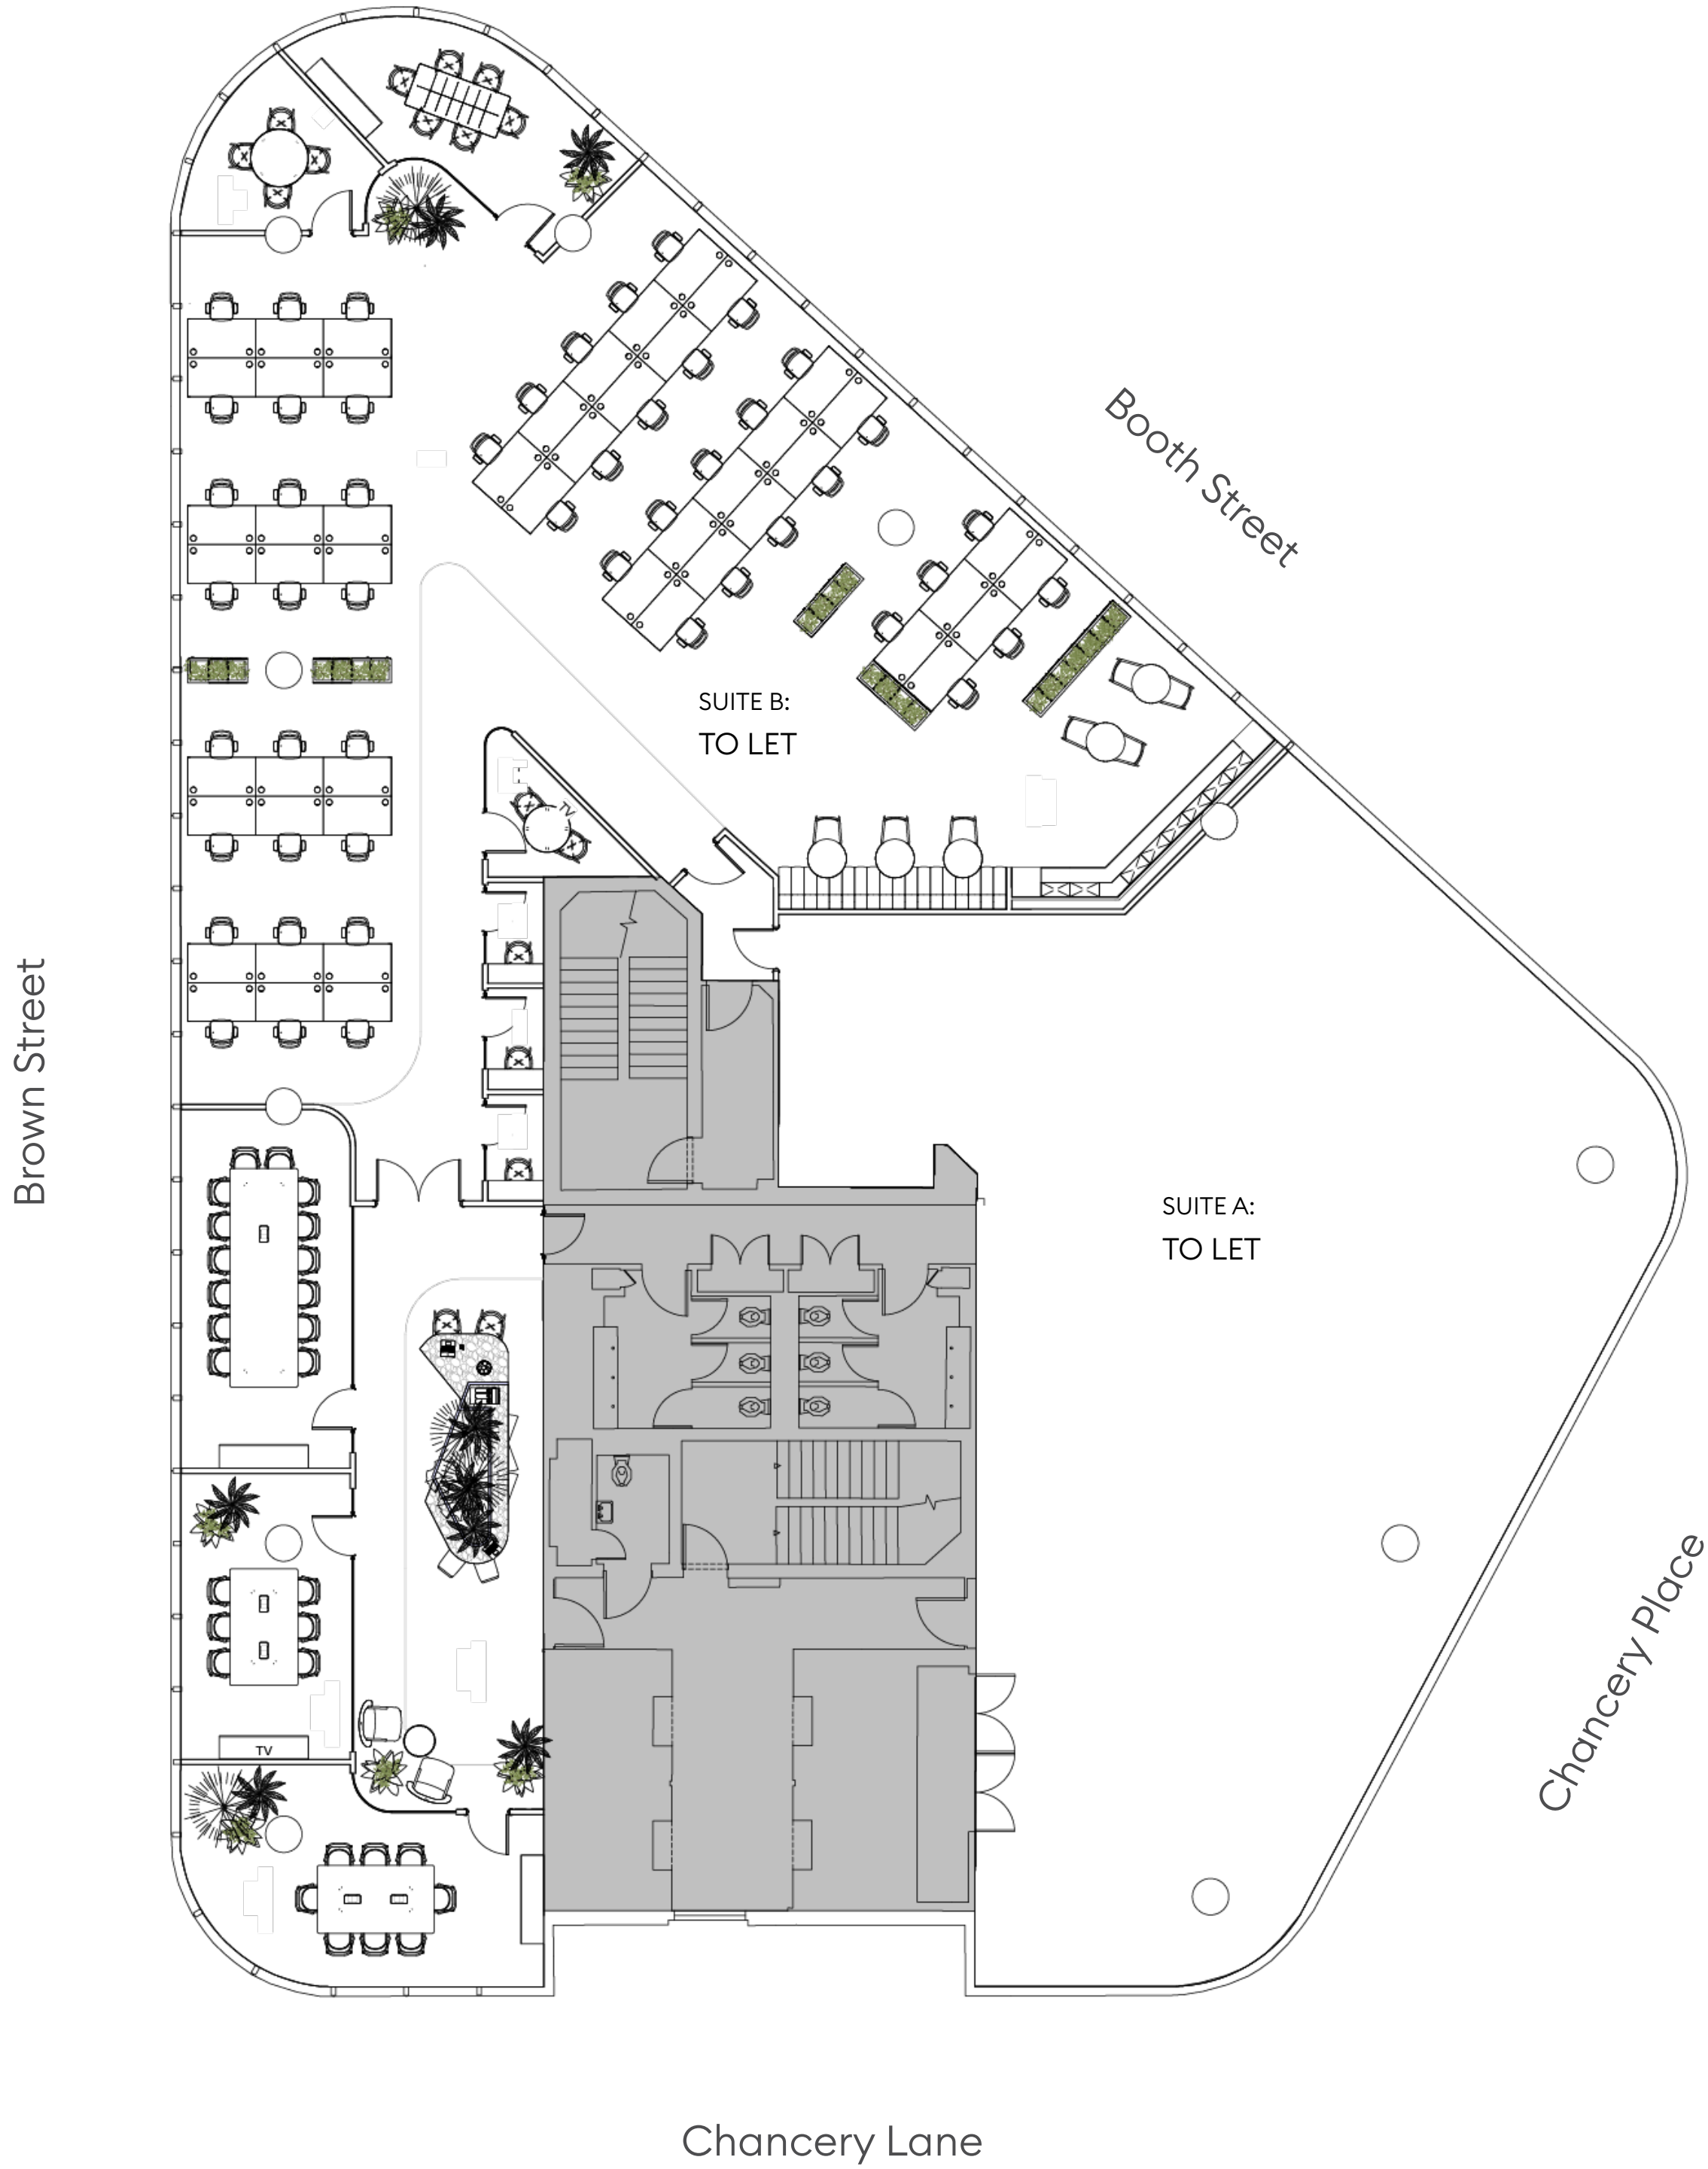 Booth Street
SUITE B:
TO LET
TV
Brown Street
SUITE A:
TO LET
Chancery Place
TV
Chancery Lane